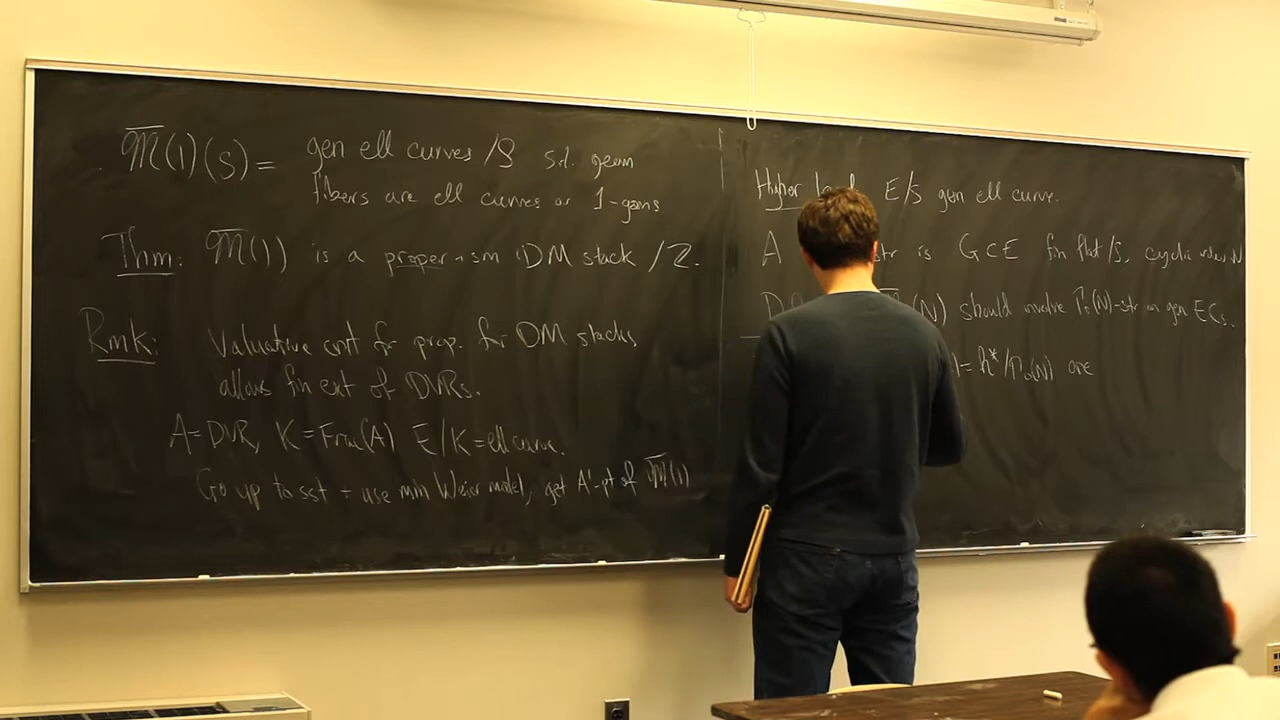 𝔐̅(1)(S) = gen ell curves /S s.t. geom
fibers are ell curves or 1-gons
Thm: 𝔐̅(1) is a proper + sm DM stack /Z.
Rmk: Valuative crit for prop. for DM stacks
allows fin ext of DVRs.
A = DVR, K = Frac(A) E/K = ell curve.
Go up to sst + use min Weier model, get A'-pt of 𝔐̅(1)
Higher E/S gen ell curve.
A str is G⊂E fin flat /S, cyclic order N
(N) should involve Γ₀(N)-str on gen ECs.
) = h*/Γ₀(N) are